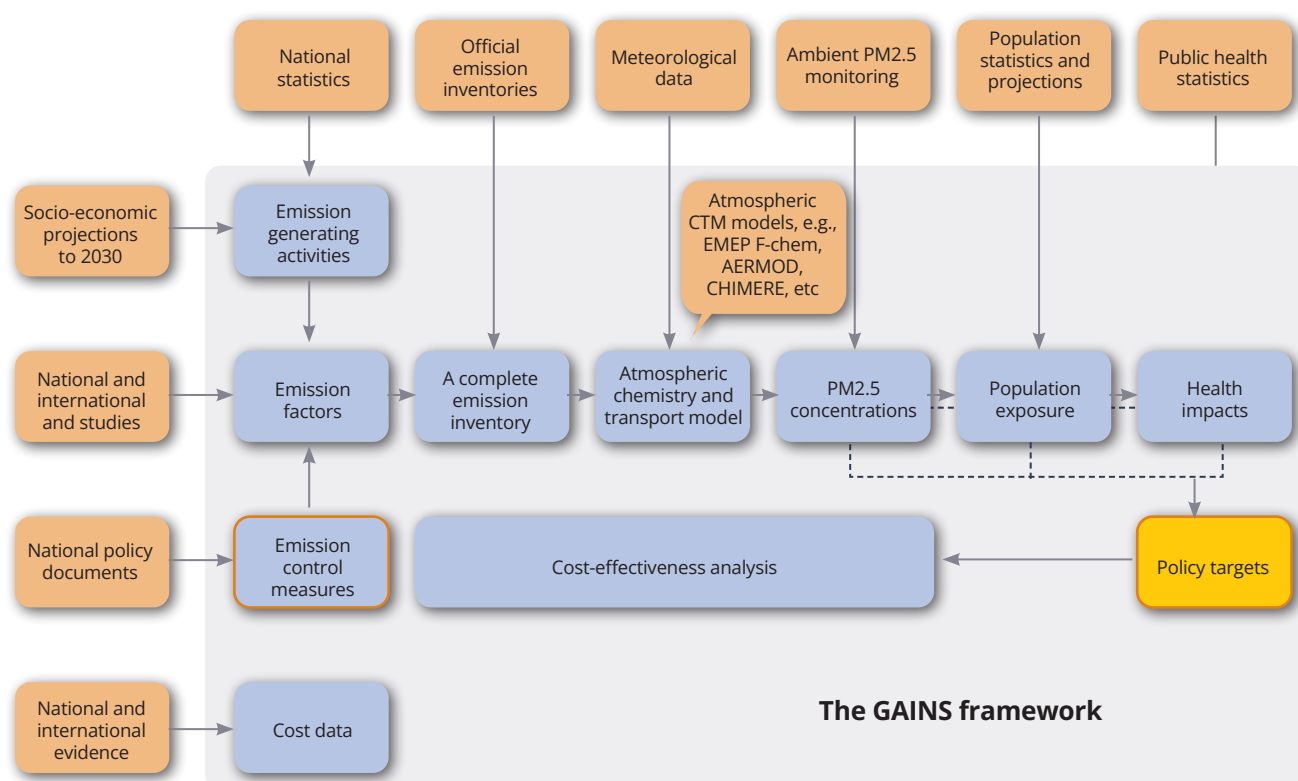 National
statistics
Official
emission
inventories
Meteorological
data
Ambient PM2.5
monitoring
Population
statistics and
projections
Public health
statistics
Socio-economic
projections
to 2030
Emission
generating
activities
Atmospheric
CTM models, e.g.,
EMEP F-chem,
AERMOD,
CHIMERE, etc
National and
international
and studies
Emission
factors
A complete
emission
inventory
Atmospheric
chemistry and
transport model
PM2.5
concentrations
Population
exposure
Health
impacts
National policy
documents
Emission
control
measures
Cost-effectiveness analysis
Policy targets
National and
international
evidence
Cost data
The GAINS framework